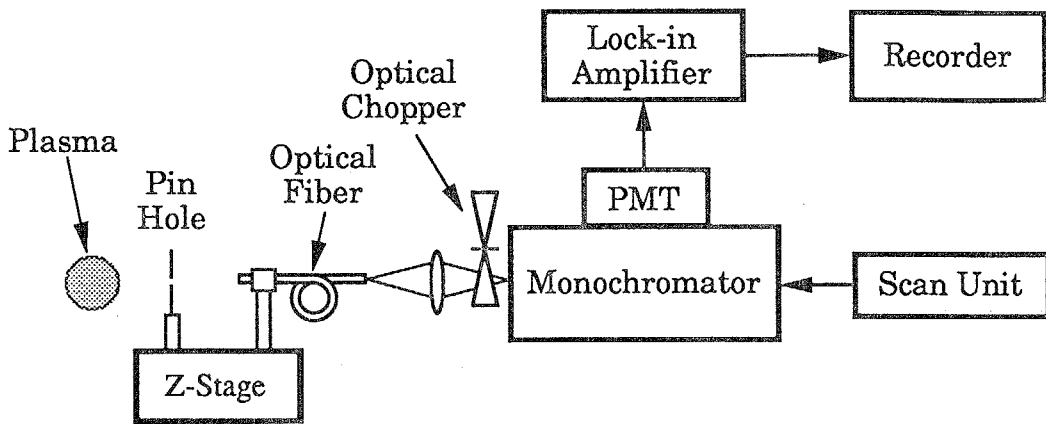 Plasma
Pin
Hole
Optical
Fiber
Optical
Chopper
Lock-in
Amplifier
Recorder
PMT
Monochromator
Scan Unit
Z-Stage